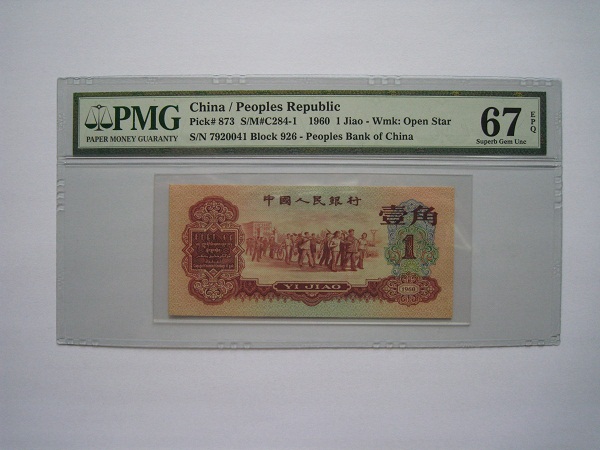 PMG
PAPER MONEY GUARANTY
China / Peoples Republic
Pick# 873 S/M#C284-1 1960 1 Jiao - Wmk: Open Star
S/N 7920041 Block 926 - Peoples Bank of China
67 EPQ
Superb Gem Unc
中國人民銀行
壹角
1
YI JIAO
1960